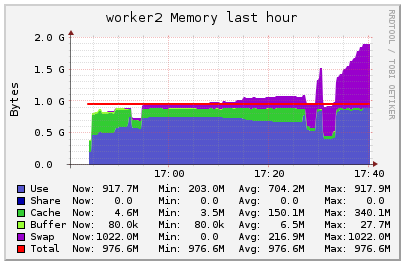 worker2 Memory last hour
RRDTOOL / TOBI OETIKER
Bytes
2.0 G
1.5 G
1.0 G
0.5 G
0.0
17:00 17:20 17:40
Use Now: 917.7M Min: 203.0M Avg: 704.2M Max: 917.9M
Share Now: 0.0 Min: 0.0 Avg: 0.0 Max: 0.0
Cache Now: 4.6M Min: 3.5M Avg: 150.1M Max: 340.1M
Buffer Now: 80.0k Min: 80.0k Avg: 6.5M Max: 27.7M
Swap Now:1022.0M Min: 0.0 Avg: 216.9M Max:1022.0M
Total Now: 976.6M Min: 976.6M Avg: 976.6M Max: 976.6M